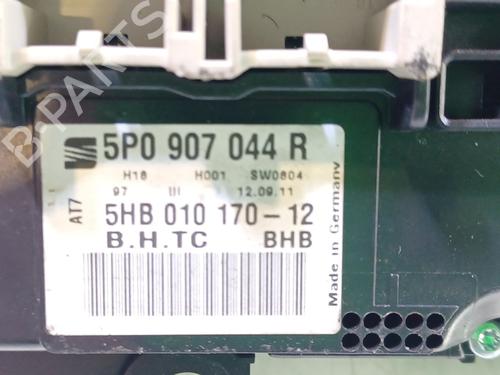 B-PARTS
5P0 907 044 R
H18 H001 SW0804
97 III 12.09.11
AT7
5HB 010 170-12
B.H.TC BHB
Made in Germany